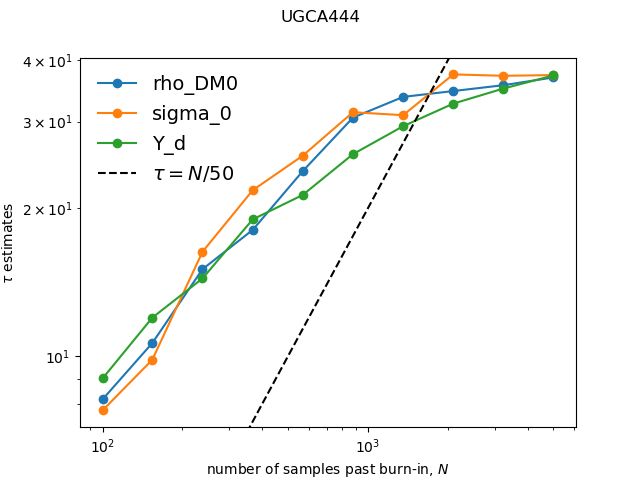 UGCA444
rho_DM0
sigma_0
Y_d
τ = N/50
τ estimates
4 × 10¹
3 × 10¹
2 × 10¹
10¹
10²
10³
number of samples past burn-in, N